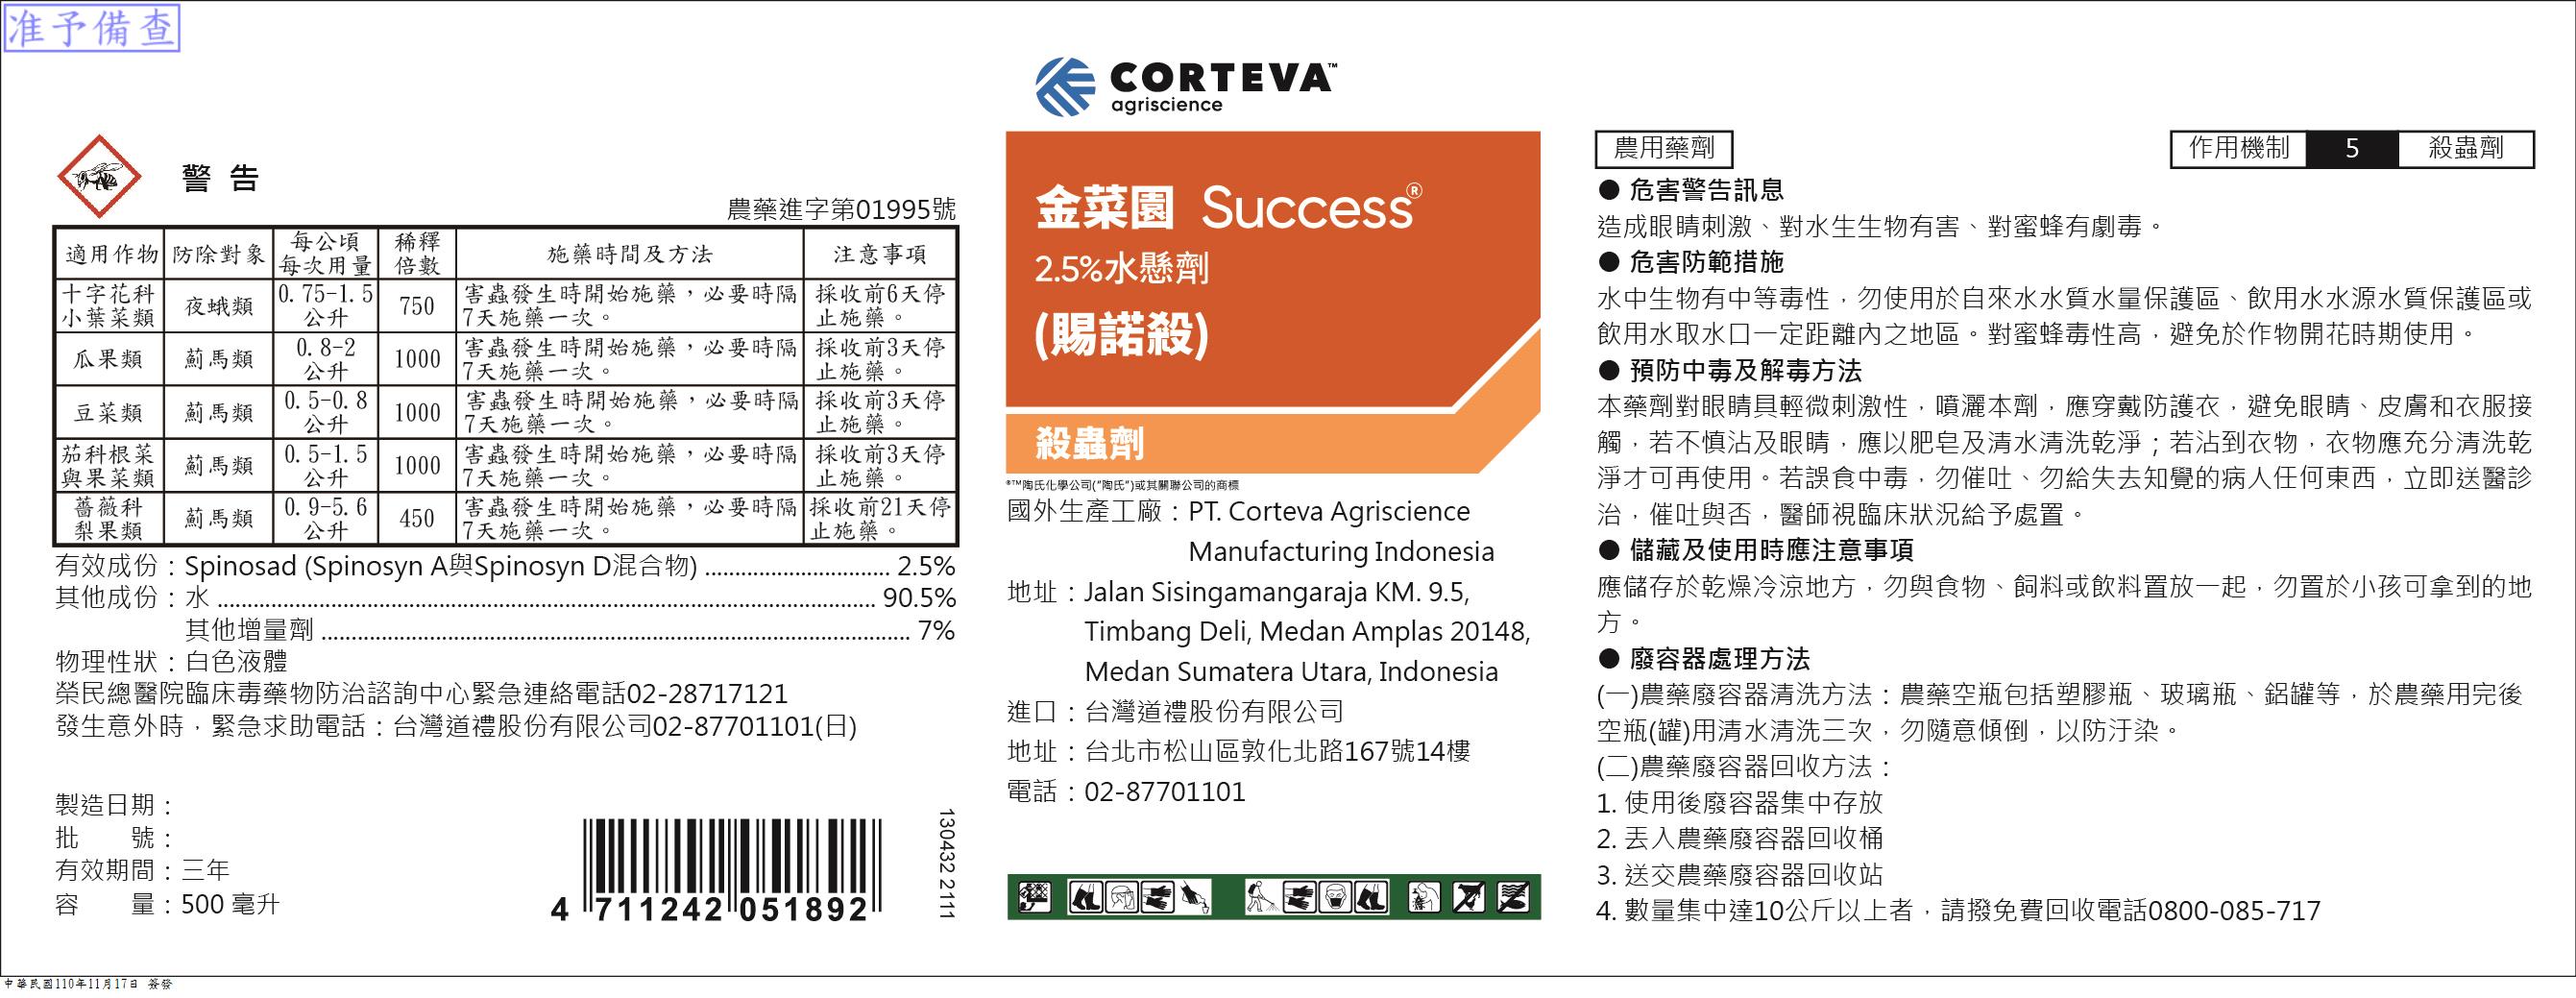 准予備查
警告
農藥進字第01995號
適用作物 防除對象 每公頃每次用量 稀釋倍數 施藥時間及方法 注意事項
十字花科小葉菜類 夜蛾類 0.75-1.5公升 750 害蟲發生時開始施藥，必要時隔7天施藥一次。 採收前6天停止施藥。
瓜果類 薊馬類 0.8-2公升 1000 害蟲發生時開始施藥，必要時隔7天施藥一次。 採收前3天停止施藥。
豆菜類 薊馬類 0.5-0.8公升 1000 害蟲發生時開始施藥，必要時隔7天施藥一次。 採收前3天停止施藥。
茄科根菜與果菜類 薊馬類 0.5-1.5公升 1000 害蟲發生時開始施藥，必要時隔7天施藥一次。 採收前3天停止施藥。
薔薇科梨果類 薊馬類 0.9-5.6公升 450 害蟲發生時開始施藥，必要時隔7天施藥一次。 採收前21天停止施藥。
有效成份：Spinosad (Spinosyn A與Spinosyn D混合物) ............................... 2.5%
其他成份：水 ............................................................................................................... 90.5%
其他增量劑 ................................................................................................... 7%
物理性狀：白色液體
榮民總醫院臨床毒藥物防治諮詢中心緊急連絡電話02-28717121
發生意外時，緊急求助電話：台灣道禮股份有限公司02-87701101(日)
製造日期：
批　　號：
有效期間：三年
容　　量：500 毫升
4 711242 051892
130432 2111
CORTEVA™
agriscience
金菜園 Success®
2.5%水懸劑
(賜諾殺)
殺蟲劑
®™陶氏化學公司("陶氏")或其關聯公司的商標
國外生產工廠：PT. Corteva Agriscience
Manufacturing Indonesia
地址：Jalan Sisingamangaraja KM. 9.5,
Timbang Deli, Medan Amplas 20148,
Medan Sumatera Utara, Indonesia
進口：台灣道禮股份有限公司
地址：台北市松山區敦化北路167號14樓
電話：02-87701101
農用藥劑
作用機制 5 殺蟲劑
● 危害警告訊息
造成眼睛刺激、對水生生物有害、對蜜蜂有劇毒。
● 危害防範措施
水中生物有中等毒性，勿使用於自來水水質水量保護區、飲用水水源水質保護區或
飲用水取水口一定距離內之地區。對蜜蜂毒性高，避免於作物開花時期使用。
● 預防中毒及解毒方法
本藥劑對眼睛具輕微刺激性，噴灑本劑，應穿戴防護衣，避免眼睛、皮膚和衣服接
觸，若不慎沾及眼睛，應以肥皂及清水清洗乾淨；若沾到衣物，衣物應充分清洗乾
淨才可再使用。若誤食中毒，勿催吐、勿給失去知覺的病人任何東西，立即送醫診
治，催吐與否，醫師視臨床狀況給予處置。
● 儲藏及使用時應注意事項
應儲存於乾燥冷涼地方，勿與食物、飼料或飲料置放一起，勿置於小孩可拿到的地
方。
● 廢容器處理方法
(一)農藥廢容器清洗方法：農藥空瓶包括塑膠瓶、玻璃瓶、鋁罐等，於農藥用完後
空瓶(罐)用清水清洗三次，勿隨意傾倒，以防汙染。
(二)農藥廢容器回收方法：
1. 使用後廢容器集中存放
2. 丟入農藥廢容器回收桶
3. 送交農藥廢容器回收站
4. 數量集中達10公斤以上者，請撥免費回收電話0800-085-717
中華民國110年11月17日 簽發